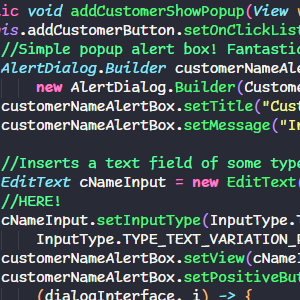 ic void addCustomerShowPopup(View v
is.addCustomerButton.setOnClickList
//Simple popup alert box! Fantastic
AlertDialog.Builder customerNameAle
new AlertDialog.Builder(Custome
customerNameAlertBox.setTitle("Cust
customerNameAlertBox.setMessage("In
//Inserts a text field of some type
EditText cNameInput = new EditText(
//HERE!
cNameInput.setInputType(InputType.T
InputType.TYPE_TEXT_VARIATION_P
customerNameAlertBox.setView(cNameI
customerNameAlertBox.setPositiveBut
(dialogInterface, i) -> {